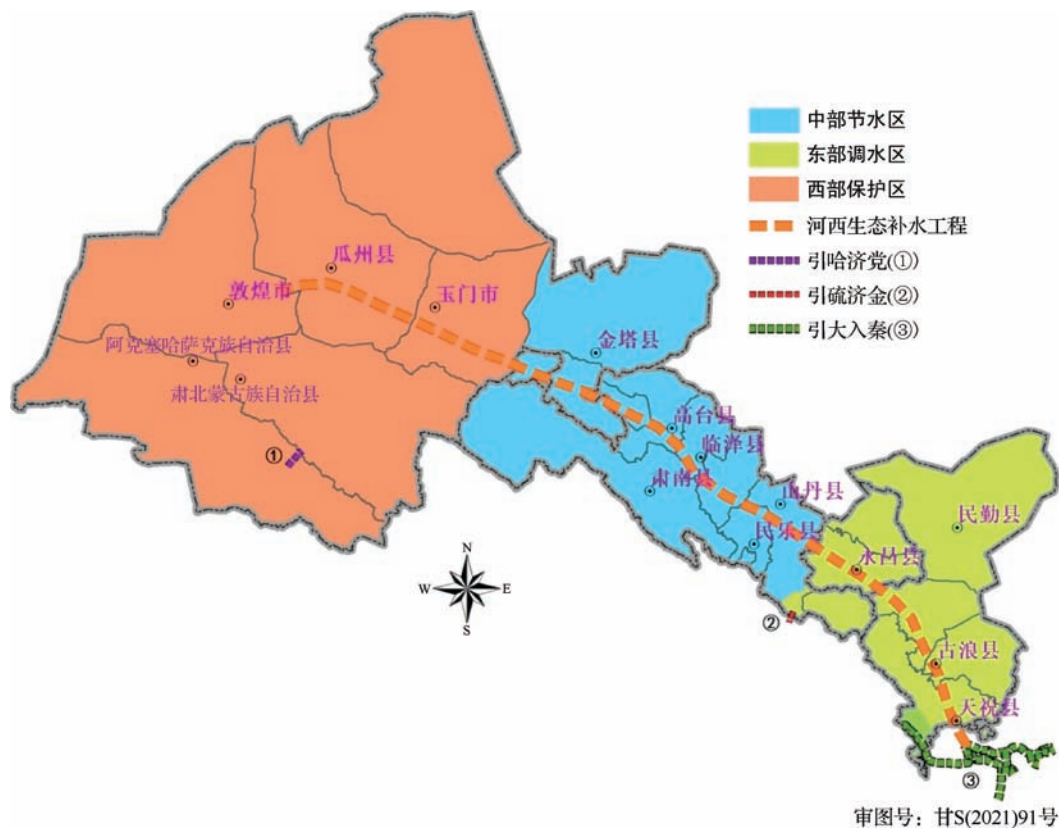 中部节水区
东部调水区
西部保护区
河西生态补水工程
引哈济党(①)
引硫济金(②)
引大入秦(③)
瓜州县
敦煌市
玉门市
阿克塞哈萨克族自治县
肃北蒙古族自治县
①
金塔县
高台县
临泽县
肃南县
山丹县
民乐县
民勤县
永昌县
②
古浪县
天祝县
③
N
W
E
S
审图号：甘S(2021)91号